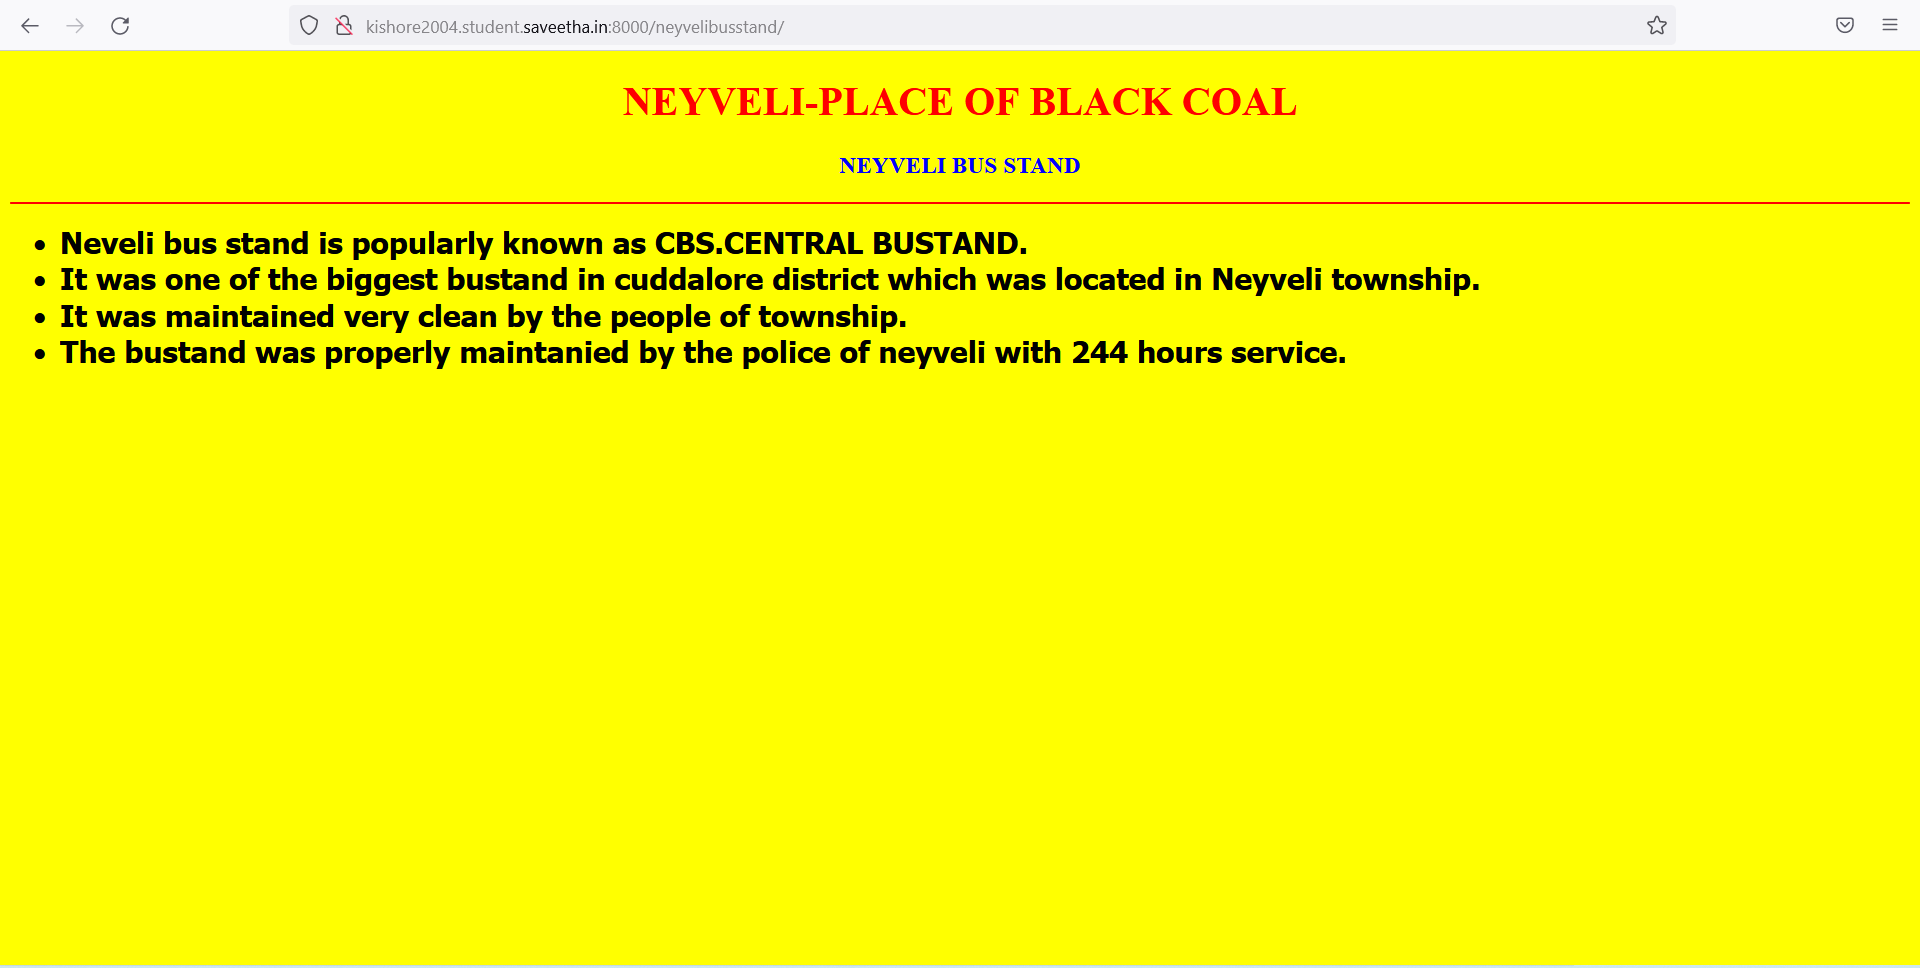 kishore2004.student.saveetha.in:8000/neyvelibusstand/
NEYVELI-PLACE OF BLACK COAL
NEYVELI BUS STAND
Neveli bus stand is popularly known as CBS.CENTRAL BUSTAND.
It was one of the biggest bustand in cuddalore district which was located in Neyveli township.
It was maintained very clean by the people of township.
The bustand was properly maintanied by the police of neyveli with 244 hours service.